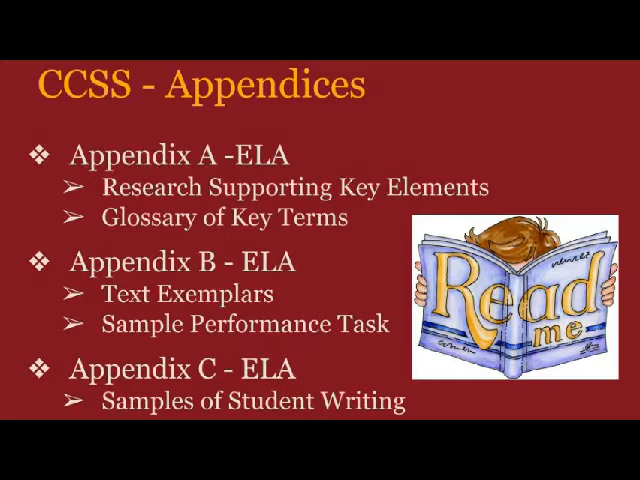 CCSS - Appendices
❖ Appendix A -ELA
➢ Research Supporting Key Elements
➢ Glossary of Key Terms
❖ Appendix B - ELA
➢ Text Exemplars
➢ Sample Performance Task
❖ Appendix C - ELA
➢ Samples of Student Writing
Read
me